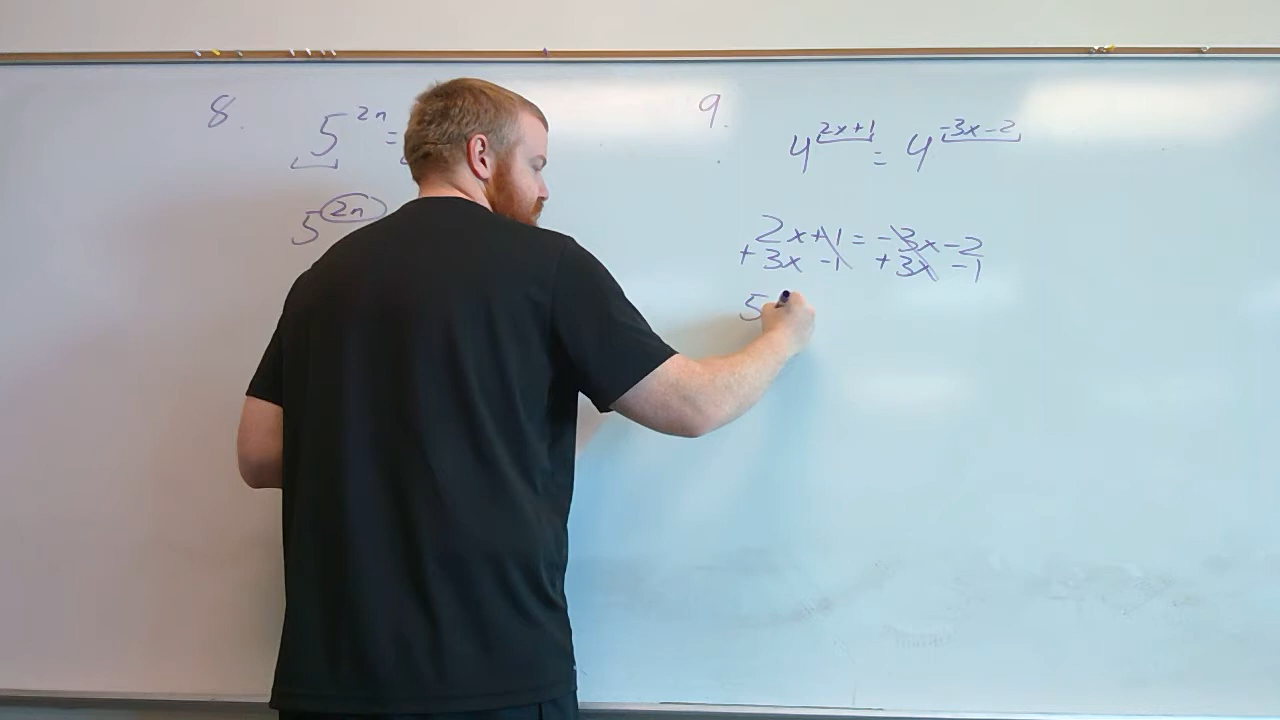 8.
5^2n =
5^2n
9.
4^2x+1 = 4^-3x-2
2x+1 = -3x-2
+3x -1 +3x -1
5